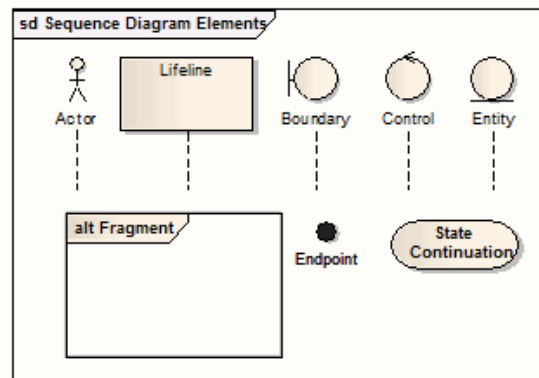 sd Sequence Diagram Elements
Lifeline
Actor
Boundary
Control
Entity
alt Fragment
Endpoint
State
Continuation